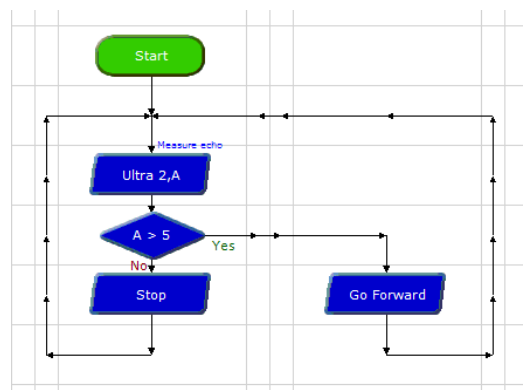 Start
Measure echo
Ultra 2,A
A > 5
Yes
No
Stop
Go Forward